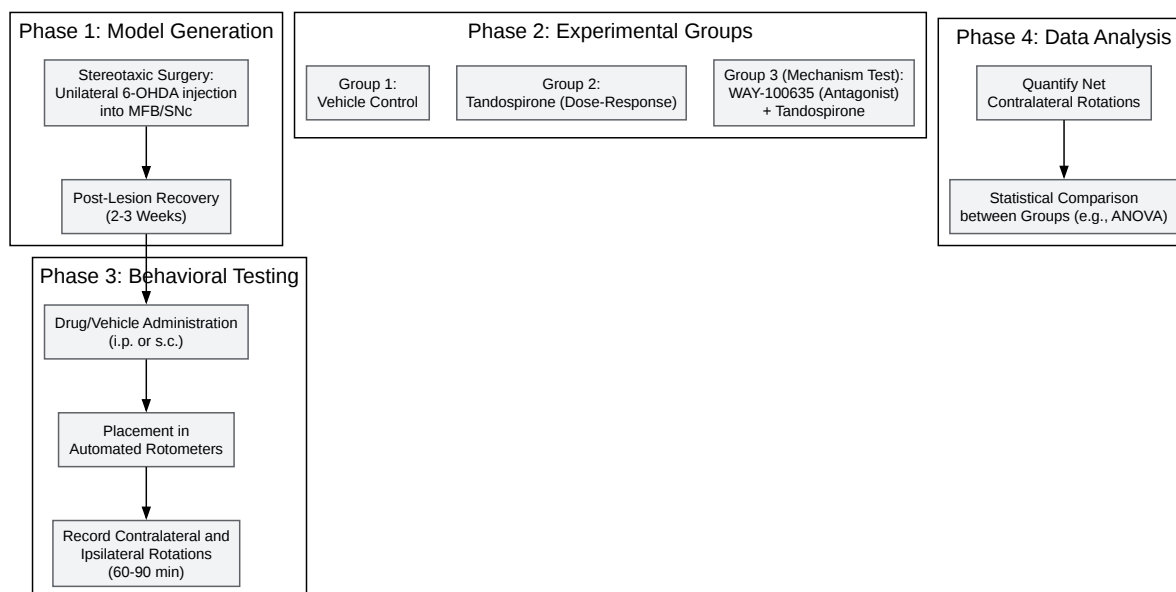 Phase 1: Model Generation
Stereotaxic Surgery:
Unilateral 6-OHDA injection
into MFB/SNc
Post-Lesion Recovery
(2-3 Weeks)
Phase 2: Experimental Groups
Group 1:
Vehicle Control
Group 2:
Tandospirone (Dose-Response)
Group 3 (Mechanism Test):
WAY-100635 (Antagonist)
+ Tandospirone
Phase 3: Behavioral Testing
Drug/Vehicle Administration
(i.p. or s.c.)
Placement in
Automated Rotometers
Record Contralateral and
Ipsilateral Rotations
(60-90 min)
Phase 4: Data Analysis
Quantify Net
Contralateral Rotations
Statistical Comparison
between Groups (e.g., ANOVA)